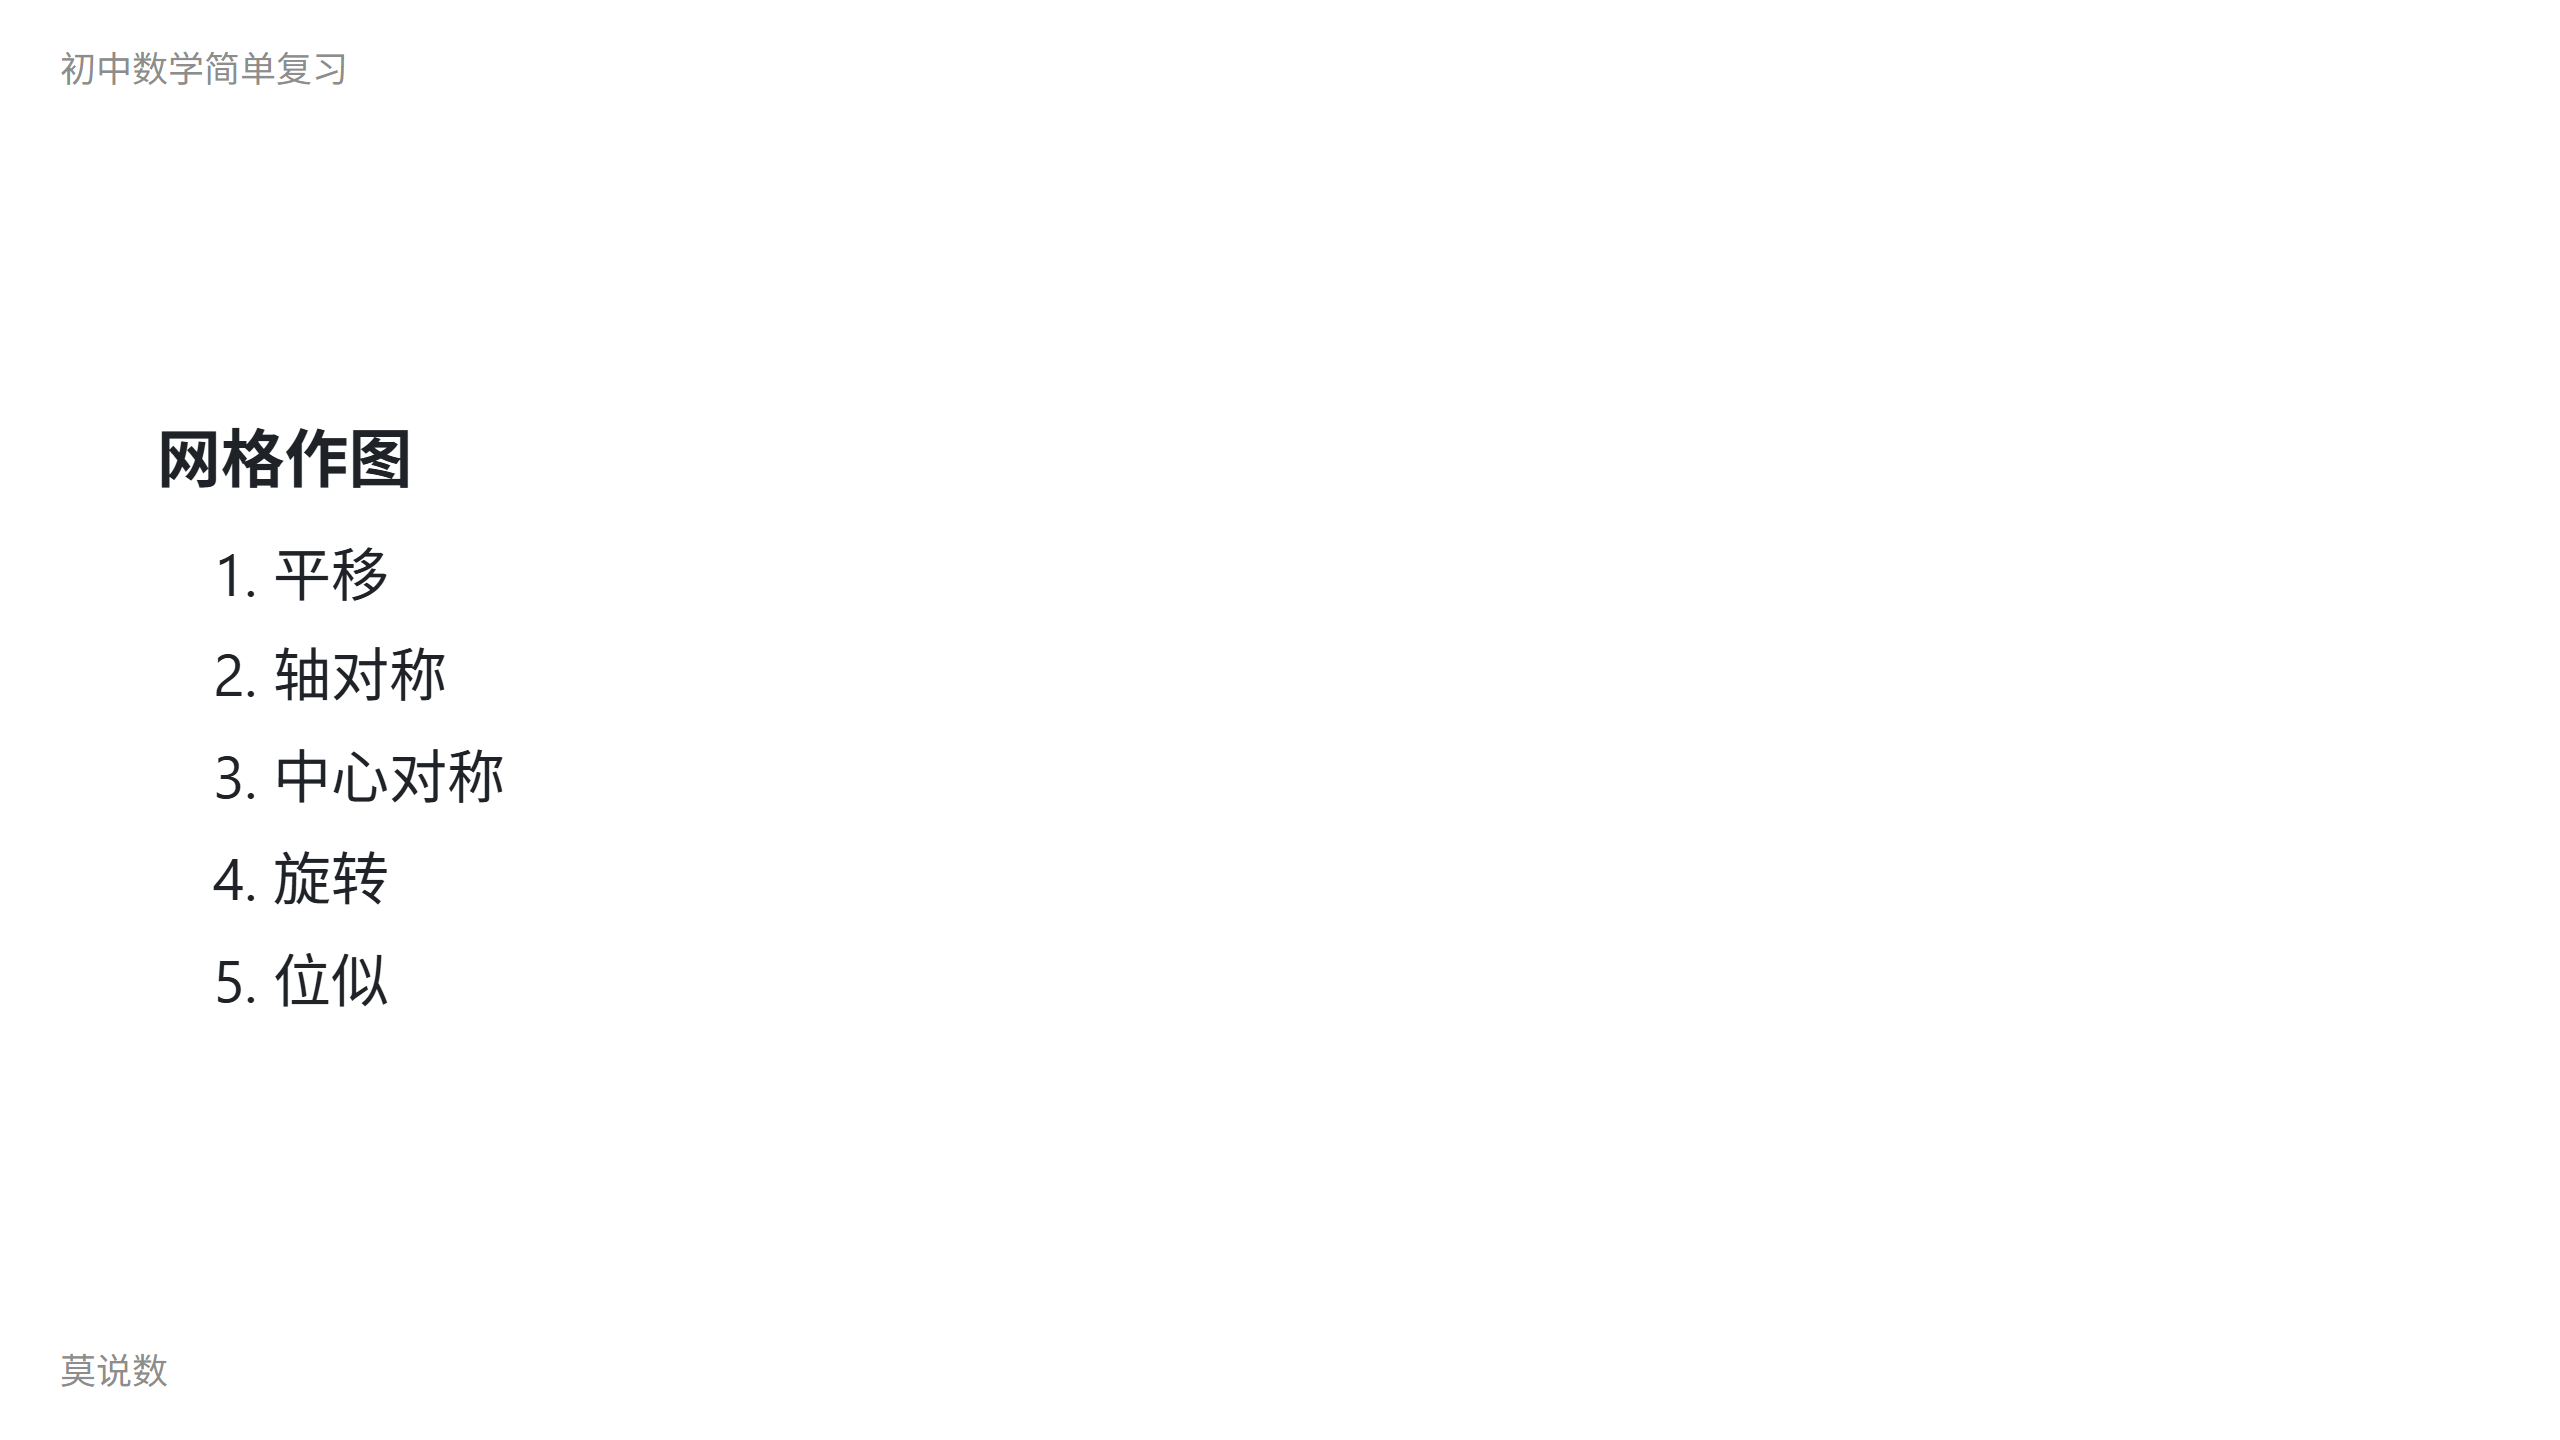 初中数学简单复习
网格作图
1. 平移
2. 轴对称
3. 中心对称
4. 旋转
5. 位似
莫说数